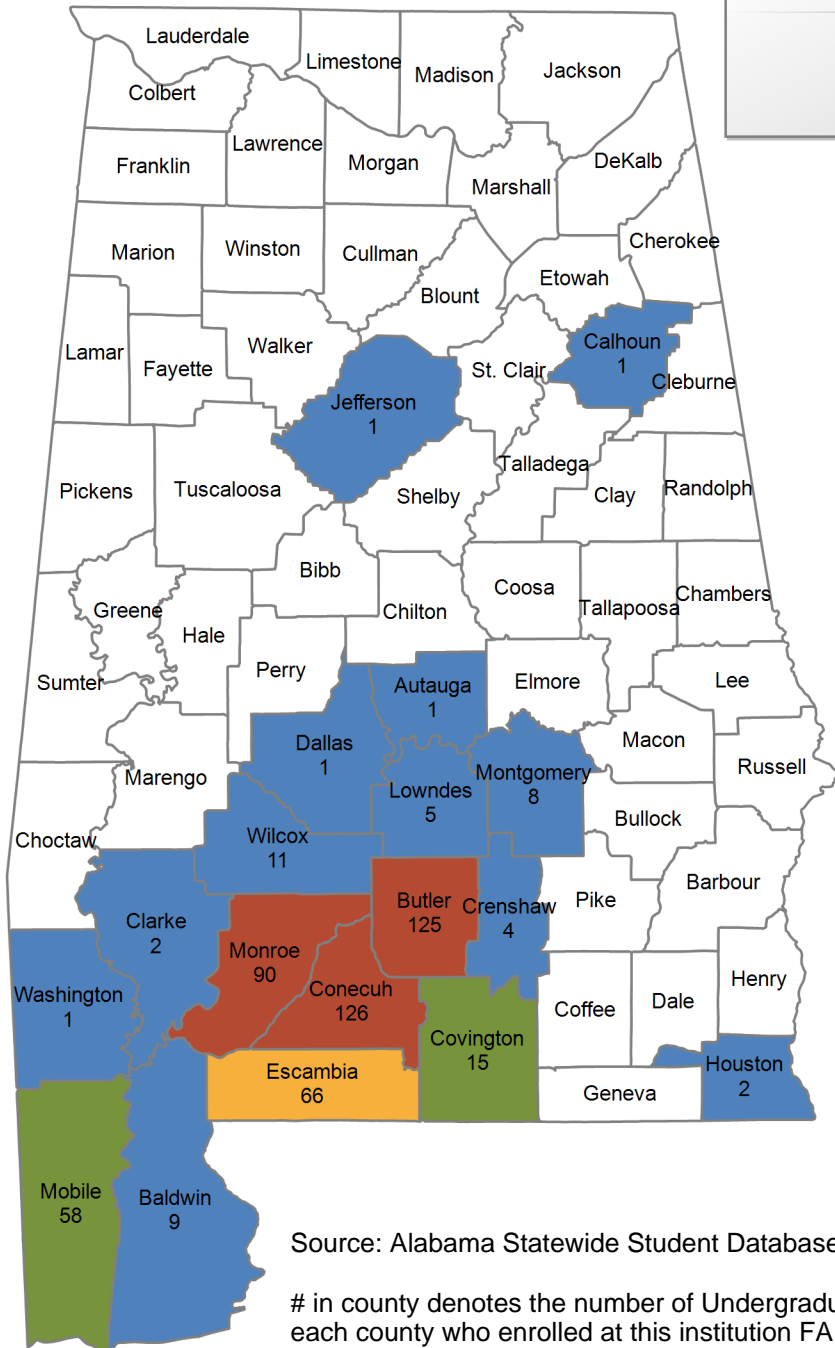 Lauderdale
Limestone
Madison
Jackson
Colbert
Lawrence
Franklin
Morgan
DeKalb
Marshall
Marion
Winston
Cullman
Cherokee
Etowah
Blount
Lamar
Fayette
Walker
St. Clair
Calhoun
1
Cleburne
Jefferson
1
Pickens
Tuscaloosa
Shelby
Talladega
Clay
Randolph
Bibb
Greene
Hale
Chilton
Coosa
Tallapoosa
Chambers
Sumter
Perry
Autauga
1
Elmore
Lee
Dallas
1
Macon
Marengo
Lowndes
5
Montgomery
8
Russell
Choctaw
Wilcox
11
Bullock
Clarke
2
Butler
125
Crenshaw
4
Pike
Barbour
Monroe
90
Washington
1
Conecuh
126
Coffee
Dale
Henry
Covington
15
Escambia
66
Houston
2
Geneva
Mobile
58
Baldwin
9
Source: Alabama Statewide Student Database
# in county denotes the number of Undergradu
each county who enrolled at this institution FA